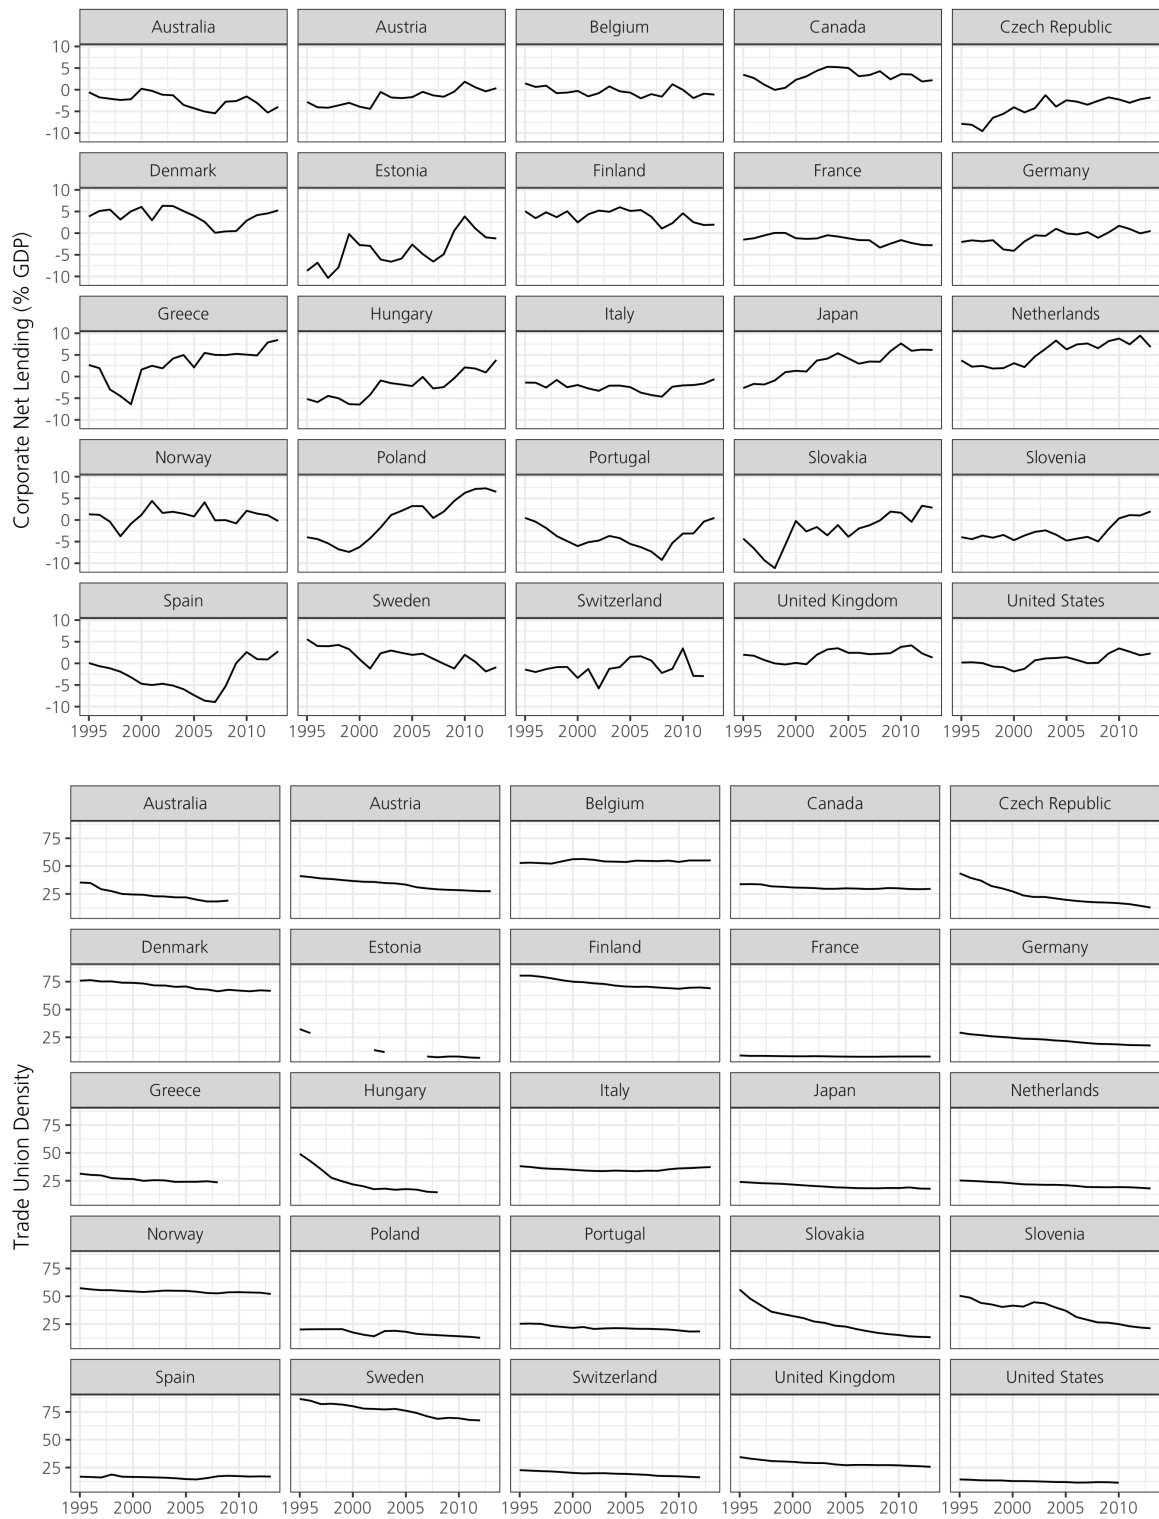 Australia Austria Belgium Canada Czech Republic
10
5
0
-5
-10
Denmark Estonia Finland France Germany
10
5
0
-5
-10
Greece Hungary Italy Japan Netherlands
10
5
0
-5
-10
Norway Poland Portugal Slovakia Slovenia
10
5
0
-5
-10
Spain Sweden Switzerland United Kingdom United States
10
5
0
-5
-10
1995 2000 2005 2010 1995 2000 2005 2010 1995 2000 2005 2010 1995 2000 2005 2010 1995 2000 2005 2010
Corporate Net Lending (% GDP)
Australia Austria Belgium Canada Czech Republic
75
50
25
Denmark Estonia Finland France Germany
75
50
25
Greece Hungary Italy Japan Netherlands
75
50
25
Norway Poland Portugal Slovakia Slovenia
75
50
25
Spain Sweden Switzerland United Kingdom United States
75
50
25
1995 2000 2005 2010 1995 2000 2005 2010 1995 2000 2005 2010 1995 2000 2005 2010 1995 2000 2005 2010
Trade Union Density